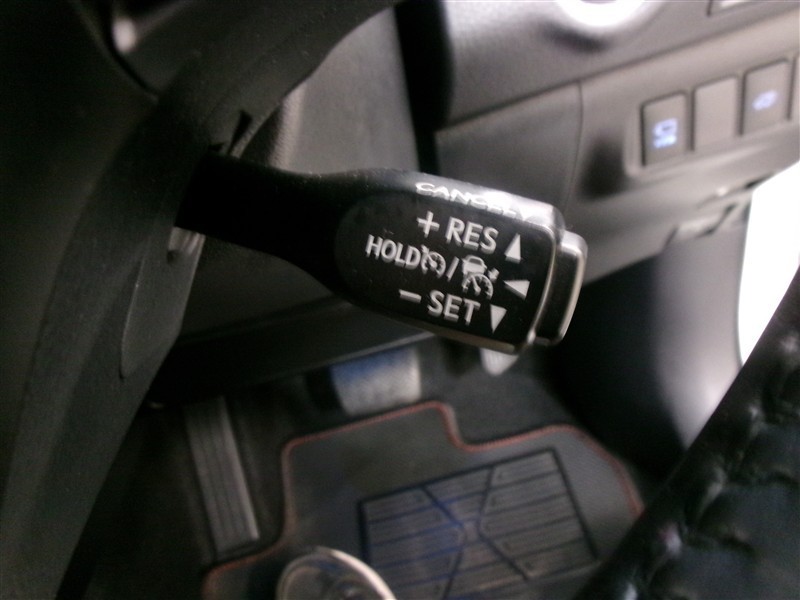 CANCEL
+ RES ▲
HOLD / ◀
− SET ▼